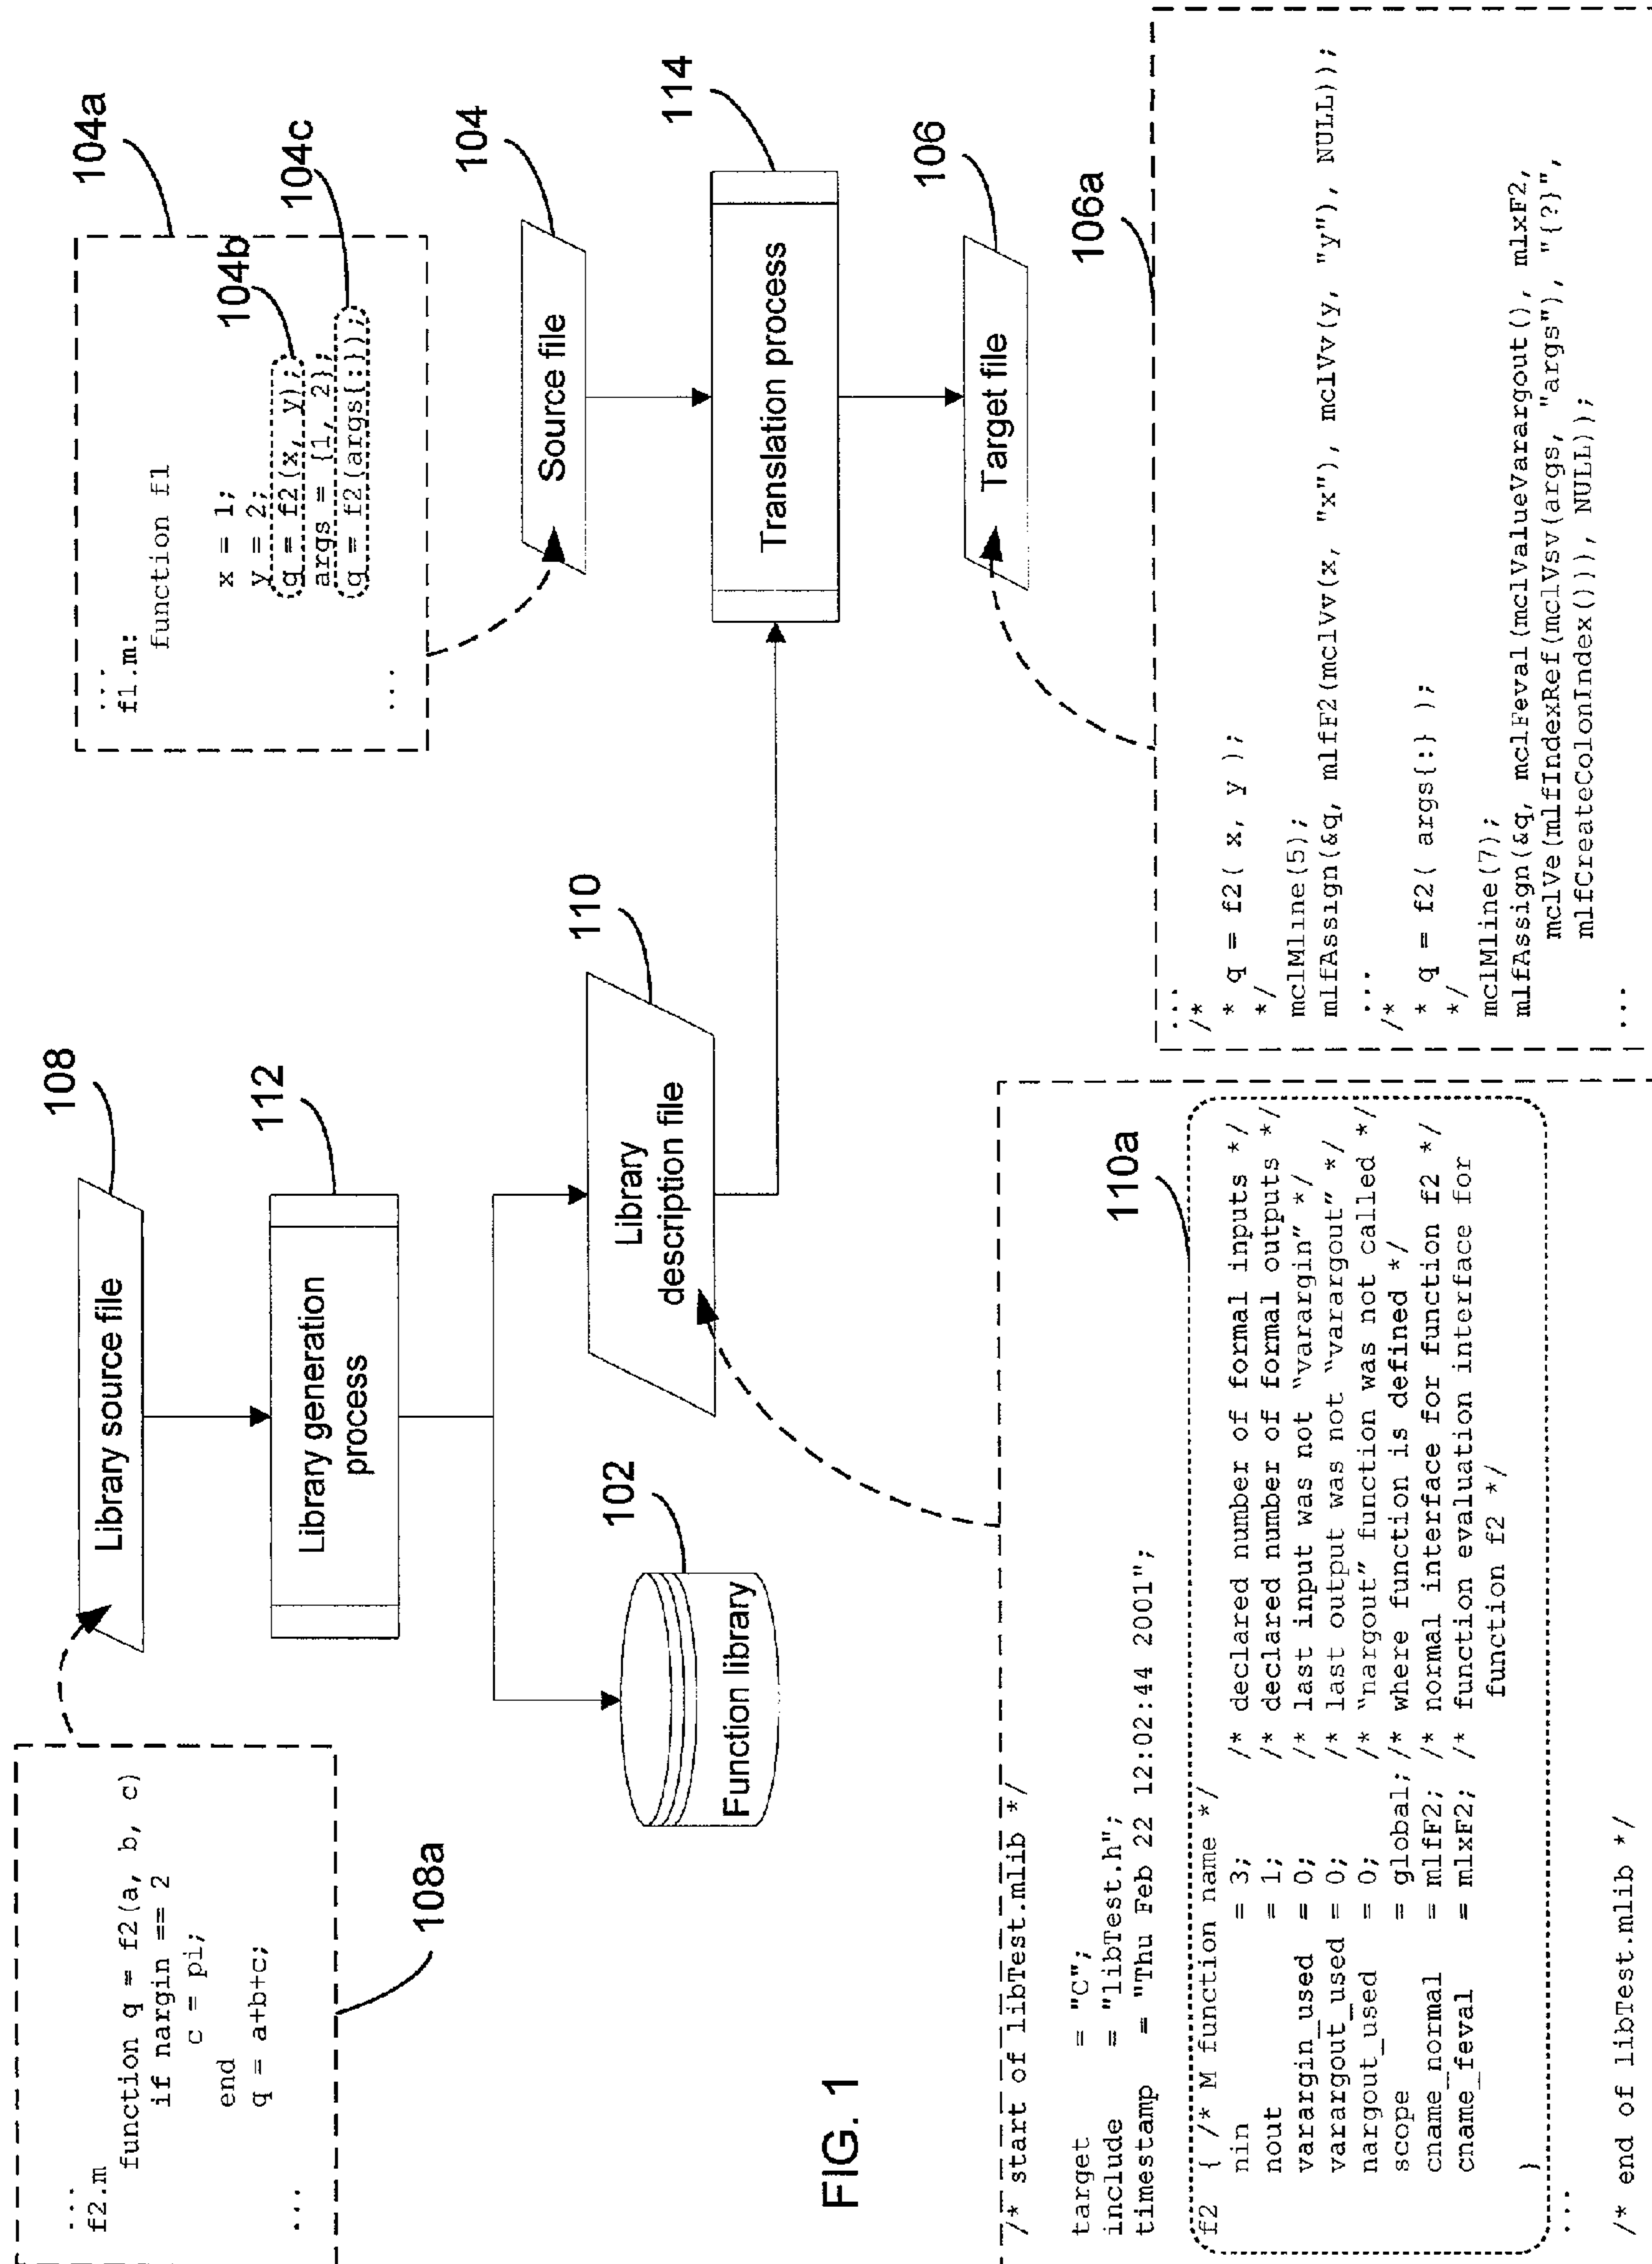 ...
f2.m
function q = f2(a, b, c)
if nargin == 2
c = pi;
end
q = a+b+c;
...
108a
Library source file
108
Library generation
process
112
Function library
102
Library
description file
110
...
f1.m:
function f1
x = 1;
y = 2;
q = f2(x, y);
args = {1, 2};
q = f2(args{:});
...
104a
104b
104c
Source file
104
Translation process
114
Target file
106
FIG. 1
/* start of libTest.mlib */
target = "C";
include = "libTest.h";
timestamp = "Thu Feb 22 12:02:44 2001";
110a
f2 { /* M function name */
nin = 3; /* declared number of formal inputs */
nout = 1; /* declared number of formal outputs */
varargin_used = 0; /* last input was not "varargin" */
varargout_used = 0; /* last output was not "varargout" */
nargout_used = 0; /* "nargout" function was not called */
scope = global; /* where function is defined */
cname_normal = mlfF2; /* normal interface for function f2 */
cname_feval = mlxF2; /* function evaluation interface for
function f2 */
}
...
/* end of libTest.mlib */
106a
...
/*
* q = f2( x, y );
*/
mclMline(5);
mlfAssign(&q, mlfF2(mclVv(x, "x"), mclVv(y, "y"), NULL));
...
/*
* q = f2( args{:} );
*/
mclMline(7);
mlfAssign(&q, mclFeval(mclValueVarargout(), mlxF2,
mclVe(mlfIndexRef(mclVsv(args, "args"), "{?}",
mlfCreateColonIndex())), NULL));
...